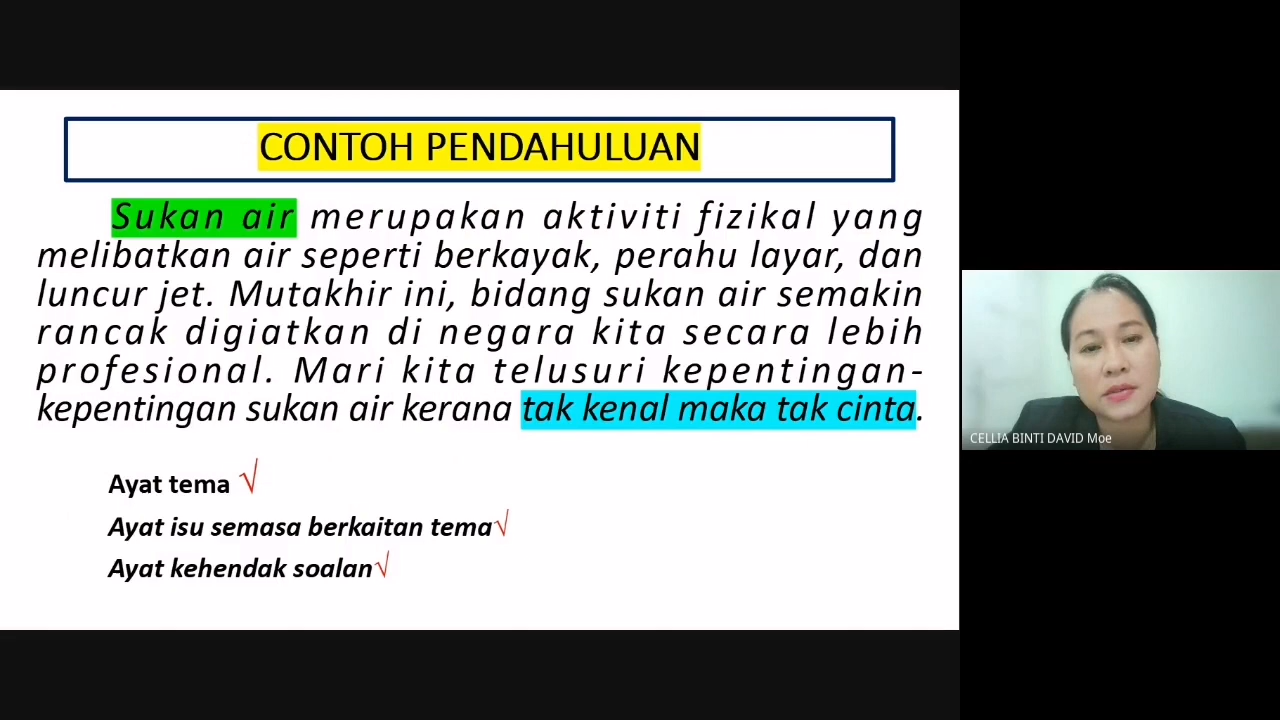 CONTOH PENDAHULUAN
Sukan air merupakan aktiviti fizikal yang
melibatkan air seperti berkayak, perahu layar, dan
luncur jet. Mutakhir ini, bidang sukan air semakin
rancak digiatkan di negara kita secara lebih
profesional. Mari kita telusuri kepentingan-
kepentingan sukan air kerana tak kenal maka tak cinta.
Ayat tema √
Ayat isu semasa berkaitan tema√
Ayat kehendak soalan√
CELLIA BINTI DAVID Moe